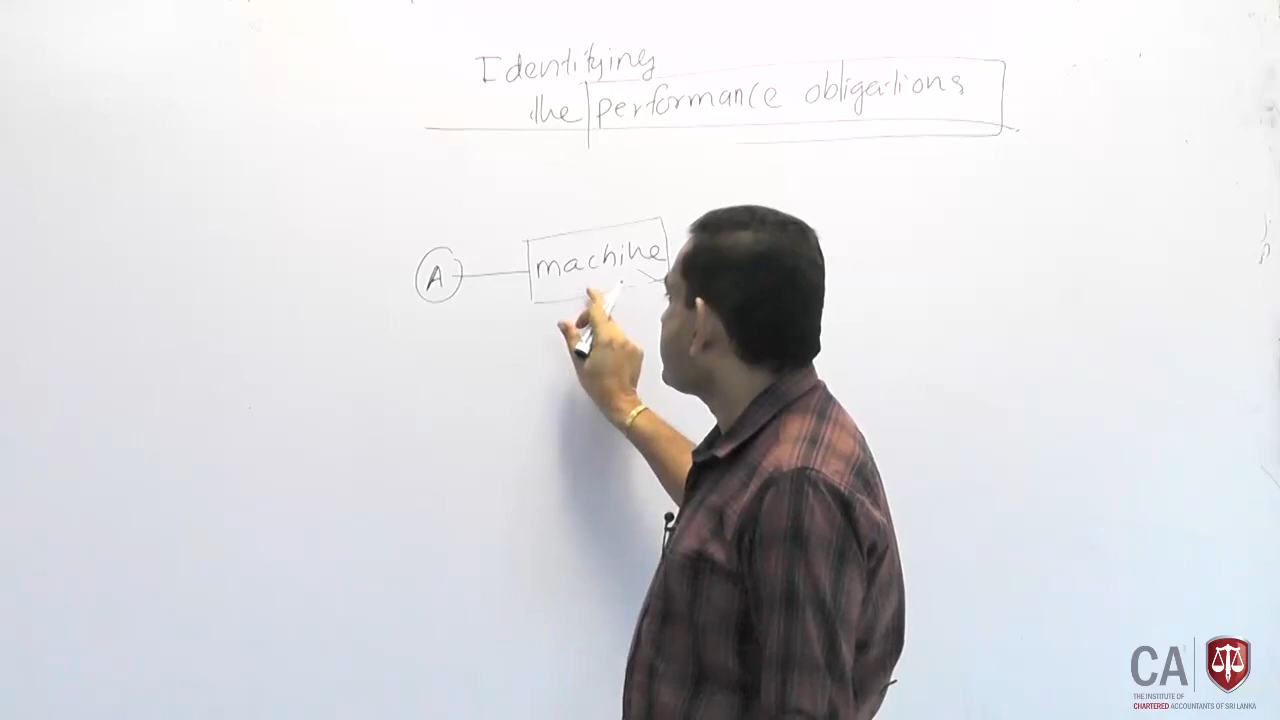 Identifying
the performance obligations
A machine
CA
THE INSTITUTE OF
CHARTERED ACCOUNTANTS OF SRI LANKA